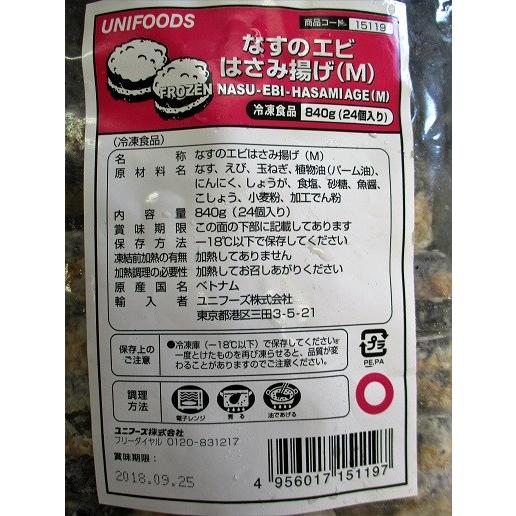 UNIFOODS
商品コード 15119
なすのエビ
はさみ揚げ(M)
FROZEN
NASU-EBI-HASAMI AGE(M)
冷凍食品 840g(24個入り)
(冷凍食品)
名称 なすのエビはさみ揚げ(M)
原材料名 なす、えび、玉ねぎ、植物油(パーム油)、
にんにく、しょうが、食塩、砂糖、魚醤、
こしょう、小麦粉、加工でん粉
内容量 840g(24個入り)
賞味期限 この面の下部に記載してあります
保存方法 −18℃以下で保存してください
凍結前加熱の有無 加熱してありません
加熱調理の必要性 加熱してお召しあがりください
原産国名 ベトナム
輸入者 ユニフーズ株式会社
東京都港区三田3-5-21
保存上のご注意
●冷凍庫(−18℃以下)で保存してください。
一度とけたものを再び凍らせると、品質が変
わることがありますのでご注意ください。
プラ
PE,PA
調理方法
電子レンジ 煮る 油であげる
ユニフーズ株式会社
フリーダイヤル 0120-831217
賞味期限:
2018.09.25
4 956017 151197